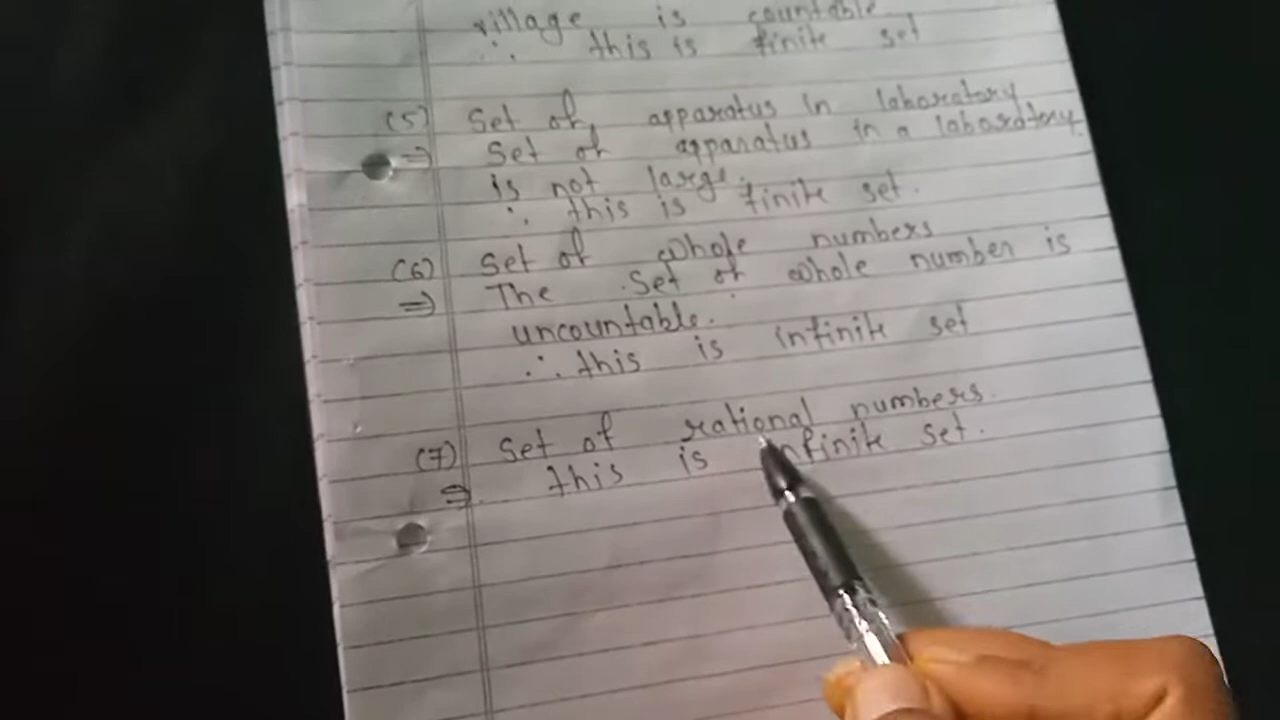 village is countable
∴ this is finite set
(5) Set of apparatus in laboratory
⇒ Set of apparatus in a laboratory
is not large.
∴ this is finite set.
(6) Set of whole numbers
⇒ The Set of whole number is
uncountable.
∴ this is infinite set
(7) Set of rational numbers.
⇒ this is infinite set.